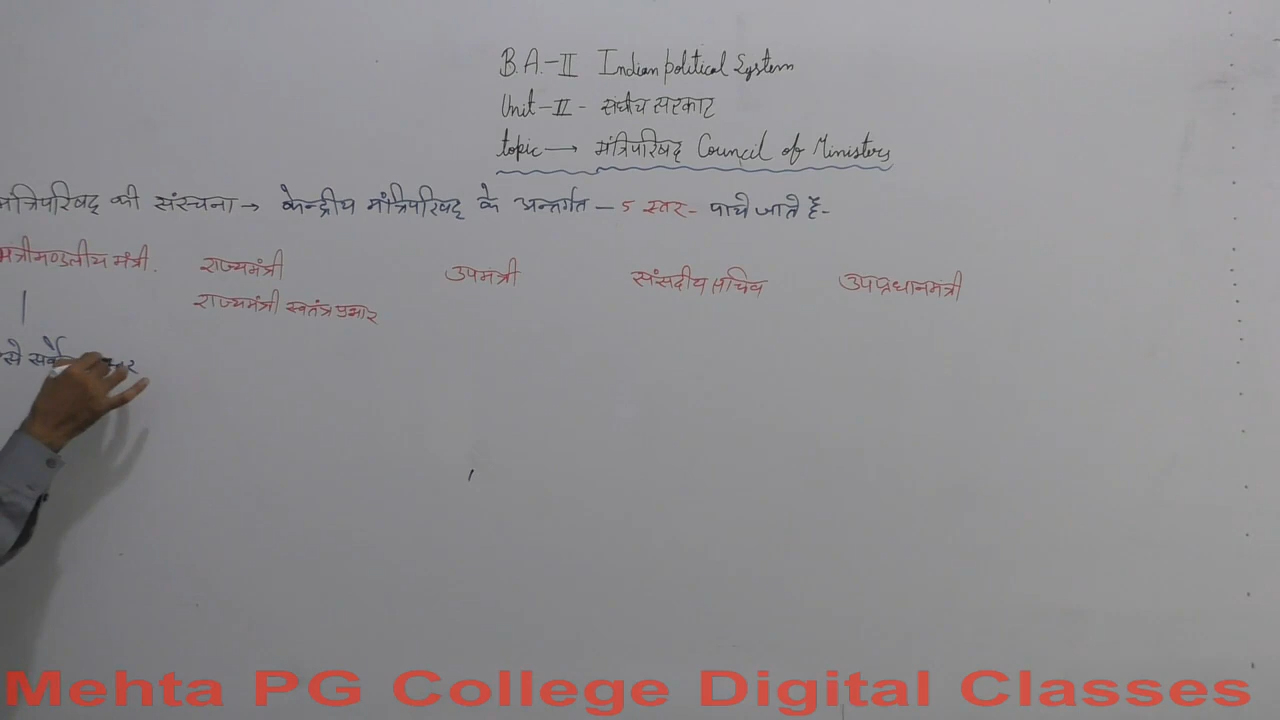 B.A.-II Indian political System
Unit-II - संघीय सरकार
topic → मंत्रिपरिषद् Council of Ministers
मंत्रिपरिषद् की संरचना → केन्द्रीय मंत्रिपरिषद् के अन्तर्गत - 5 स्तर - पाये जाते हैं -
मंत्रीमण्डलीय मंत्री. राज्यमंत्री उपमंत्री संसदीय सचिव उपप्रधानमंत्री
राज्यमंत्री स्वतंत्र प्रभार
Mehta PG College Digital Classes